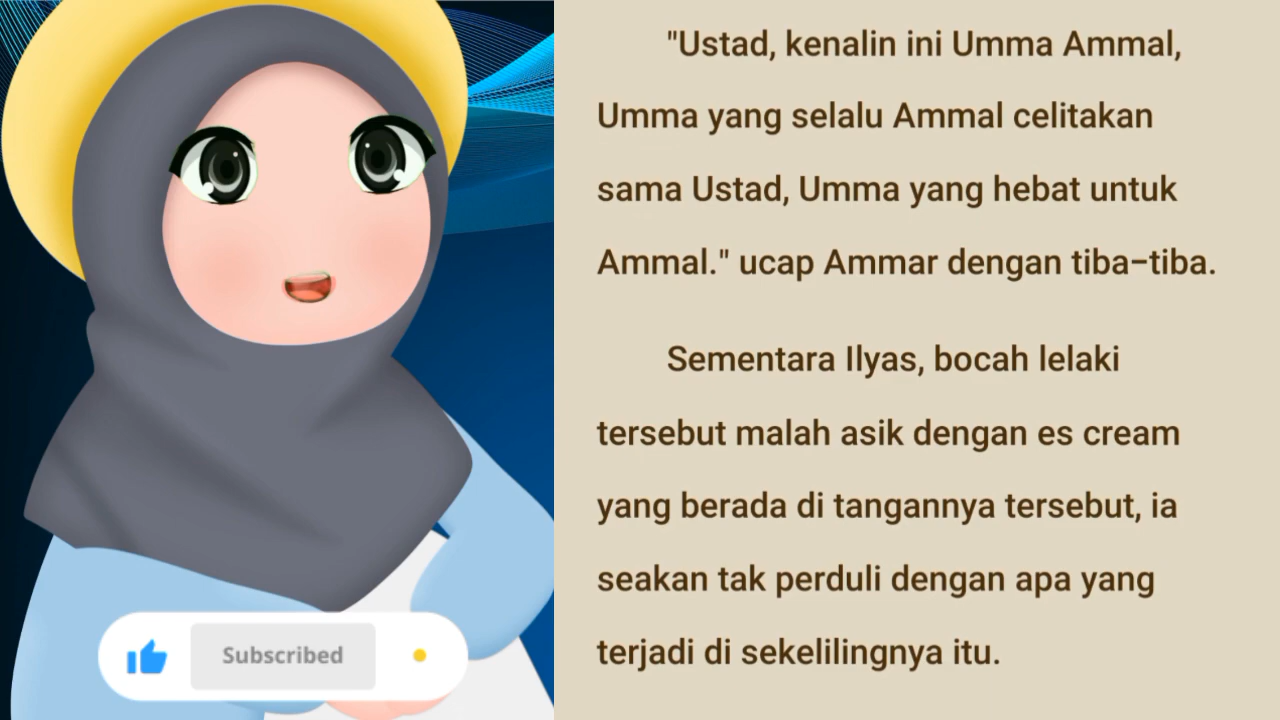 "Ustad, kenalin ini Umma Ammal,
Umma yang selalu Ammal celitakan
sama Ustad, Umma yang hebat untuk
Ammal." ucap Ammar dengan tiba-tiba.
Sementara Ilyas, bocah lelaki
tersebut malah asik dengan es cream
yang berada di tangannya tersebut, ia
seakan tak perduli dengan apa yang
terjadi di sekelilingnya itu.
Subscribed